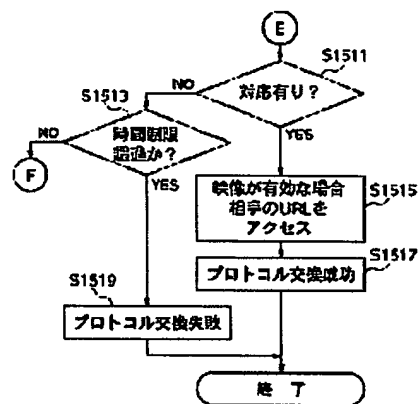 E
S1511
対応有り?
NO
YES
S1513
時間制限
超過か?
NO
YES
F
映像が有効な場合
相手のURLを
アクセス
S1515
プロトコル交換成功
S1517
S1519
プロトコル交換失敗
終 了